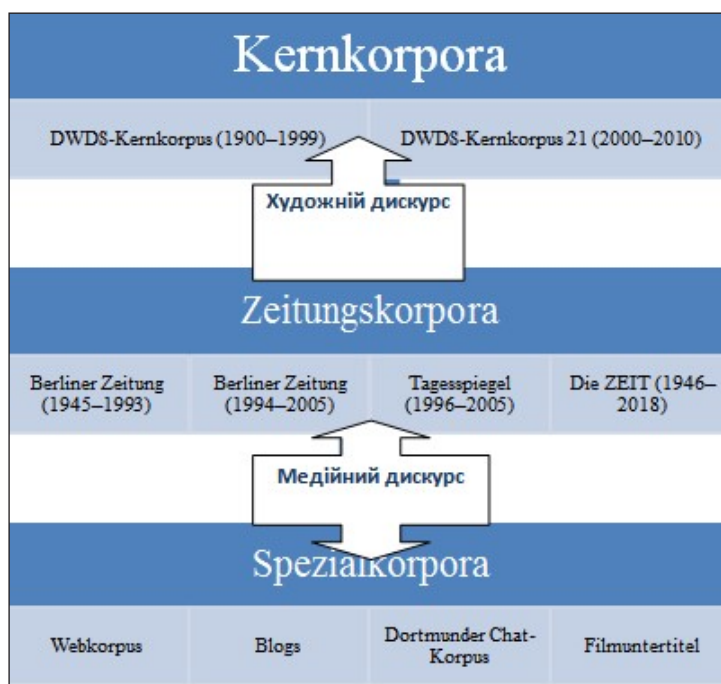 Kernkorpora
DWDS-Kernkorpus (1900–1999)
DWDS-Kernkorpus 21 (2000–2010)
Художній дискурс
Zeitungskorpora
Berliner Zeitung
(1945–1993)
Berliner Zeitung
(1994–2005)
Tagesspiegel
(1996–2005)
Die ZEIT (1946–
2018)
Медійний дискурс
Spezialkorpora
Webkorpus
Blogs
Dortmunder Chat-
Korpus
Filmuntertitel